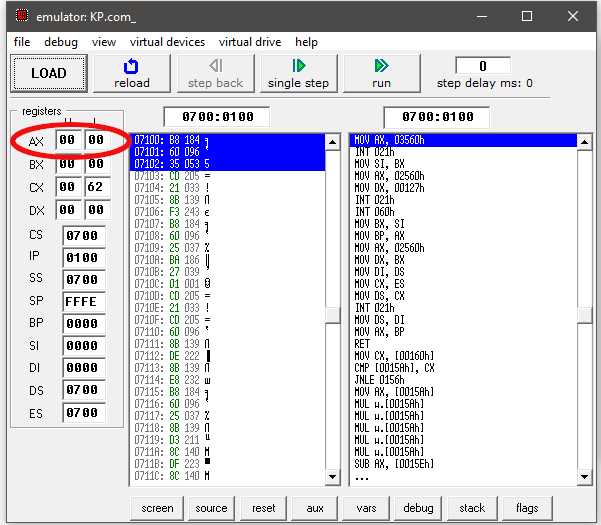 emulator: KP.com_
file debug view virtual devices virtual drive help
LOAD reload step back single step run 0
step delay ms: 0
registers
H L
0700:0100 0700:0100
AX 00 00
BX 00 00
CX 00 62
DX 00 00
CS 0700
IP 0100
SS 0700
SP FFFE
BP 0000
SI 0000
DI 0000
DS 0700
ES 0700
07100: B8 184 ╕
07101: 60 096 `
07102: 35 053 5
07103: CD 205 =
07104: 21 033 !
07105: 8B 139 Л
07106: F3 243 є
07107: B8 184 ╕
07108: 60 096 `
07109: 25 037 %
0710A: BA 186 ║
0710B: 27 039 '
0710C: 01 001 ☺
0710D: CD 205 =
0710E: 21 033 !
0710F: CD 205 =
07110: 60 096 `
07111: 8B 139 Л
07112: DE 222 ▐
07113: 8B 139 Л
07114: E8 232 ш
07115: B8 184 ╕
07116: 60 096 `
07117: 25 037 %
07118: 8B 139 Л
07119: D3 211 ╙
0711A: 8C 140 М
0711B: DF 223 ▀
0711C: 8C 140 М
MOV AX, 03560h
INT 021h
MOV SI, BX
MOV AX, 02560h
MOV DX, 00127h
INT 021h
INT 060h
MOV BX, SI
MOV BP, AX
MOV AX, 02560h
MOV DX, BX
MOV DI, DS
MOV CX, ES
MOV DS, CX
INT 021h
MOV DS, DI
MOV AX, BP
RET
MOV CX, [00160h]
CMP [0015Ah], CX
JNLE 0156h
MOV AX, [0015Ah]
MUL w.[0015Ah]
MUL w.[0015Ah]
MUL w.[0015Ah]
MUL w.[0015Ah]
SUB AX, [0015Eh]
...
screen source reset aux vars debug stack flags